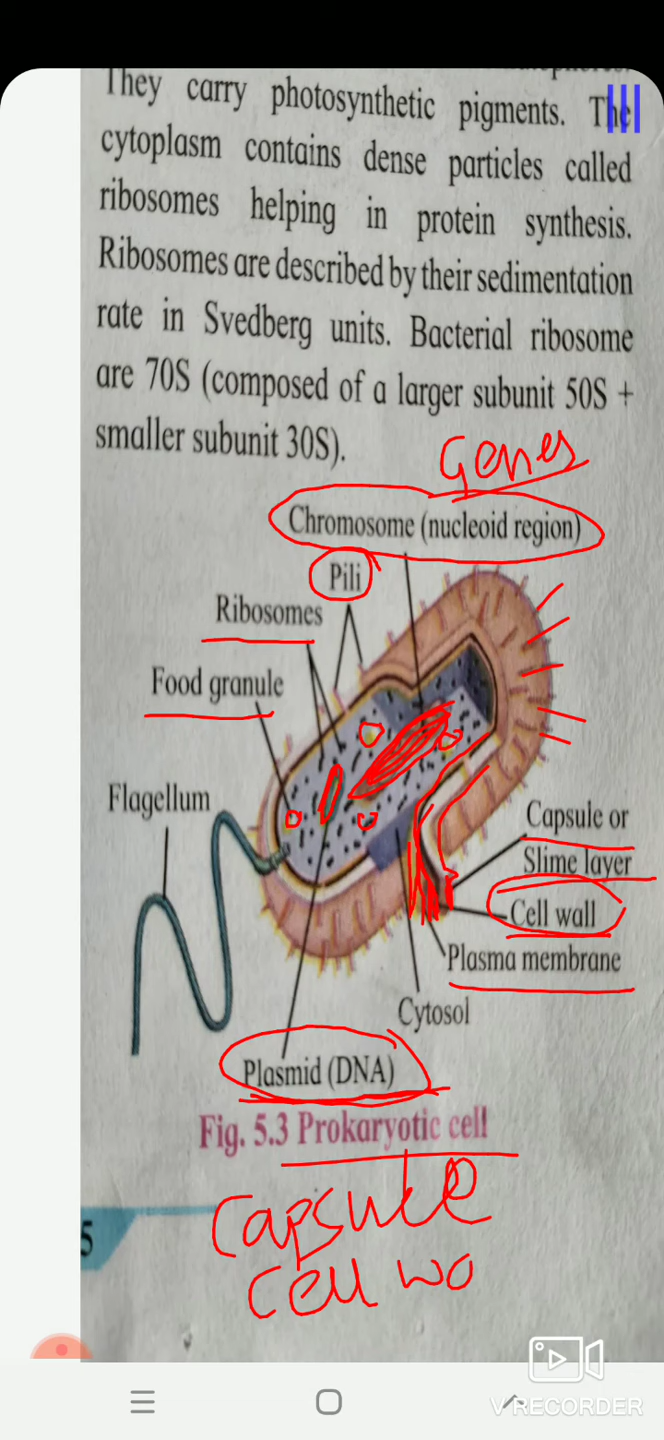 They carry photosynthetic pigments. The
cytoplasm contains dense particles called
ribosomes helping in protein synthesis.
Ribosomes are described by their sedimentation
rate in Svedberg units. Bacterial ribosome
are 70S (composed of a larger subunit 50S +
smaller subunit 30S).
Genes
Chromosome (nucleoid region)
Pili
Ribosomes
Food granule
Flagellum
Capsule or
Slime layer
Cell wall
Plasma membrane
Cytosol
Plasmid (DNA)
Fig. 5.3 Prokaryotic cell
Capsule
5
Cell wa
V RECORDER